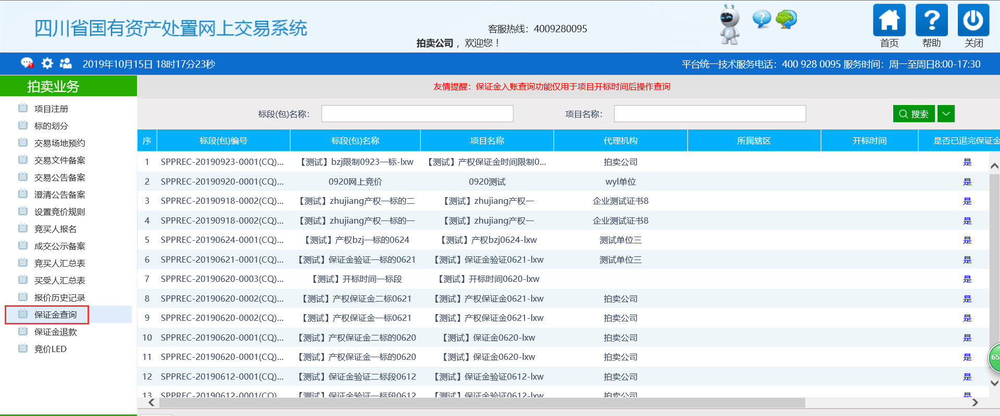 四川省国有资产处置网上交易系统
客服热线：4009280095
拍卖公司 ，欢迎您！
首页 帮助 关闭
2019年10月15日 18时17分23秒
平台统一技术服务电话：400 928 0095 服务时间：周一至周日8:00-17:30
拍卖业务
项目注册
标的划分
交易场地预约
交易文件备案
交易公告备案
澄清公告备案
设置竞价规则
竞买人报名
成交公示备案
竞买人汇总表
买受人汇总表
报价历史记录
保证金查询
保证金退款
竞价LED
友情提醒：保证金入账查询功能仅用于项目开标时间后操作查询
标段(包)名称： 项目名称： 搜索
序 标段(包)编号 标段(包)名称 项目名称 代理机构 所属辖区 开标时间 是否已退完保证金
1 SPPREC-20190923-0001(CQ)... 【测试】bzj限制0923一标-lxw 【测试】产权保证金时间限制0... 拍卖公司 是
2 SPPREC-20190920-0001(CQ)... 0920网上竞价 0920测试 wyl单位 是
3 SPPREC-20190918-0002(CQ)... 【测试】zhujiang产权一标的二 【测试】zhujiang产权一 企业测试证书8 是
4 SPPREC-20190918-0002(CQ)... 【测试】zhujiang产权一标的一 【测试】zhujiang产权一 企业测试证书8 是
5 SPPREC-20190624-0001(CQ)... 【测试】产权bzj一标的0624 【测试】产权bzj0624-lxw 测试单位三 是
6 SPPREC-20190621-0001(CQ)... 【测试】保证金验证一标的0621 【测试】保证金验证0621-lxw 测试单位三 是
7 SPPREC-20190620-0003(CQ)... 【测试】开标时间一标段 【测试】开标时间0620-lxw 是
8 SPPREC-20190620-0002(CQ)... 【测试】产权保证金二标0621 【测试】产权保证金0621-lxw 拍卖公司 是
9 SPPREC-20190620-0002(CQ)... 【测试】产权保证金一标0621 【测试】产权保证金0621-lxw 拍卖公司 是
10 SPPREC-20190620-0001(CQ)... 【测试】产权保证金二标的0620 【测试】保证金0620-lxw 拍卖公司 是
11 SPPREC-20190620-0001(CQ)... 【测试】产权保证金一标的0620 【测试】保证金0620-lxw 拍卖公司 是
12 SPPREC-20190612-0001(CQ)... 【测试】保证金验证二标段0612 【测试】保证金验证0612-lxw 拍卖公司 是
13 SPPREC-20190612-0001(CQ)... 【测试】保证金验证一标段0612 【测试】保证金验证0612-lxw 拍卖公司 是
65